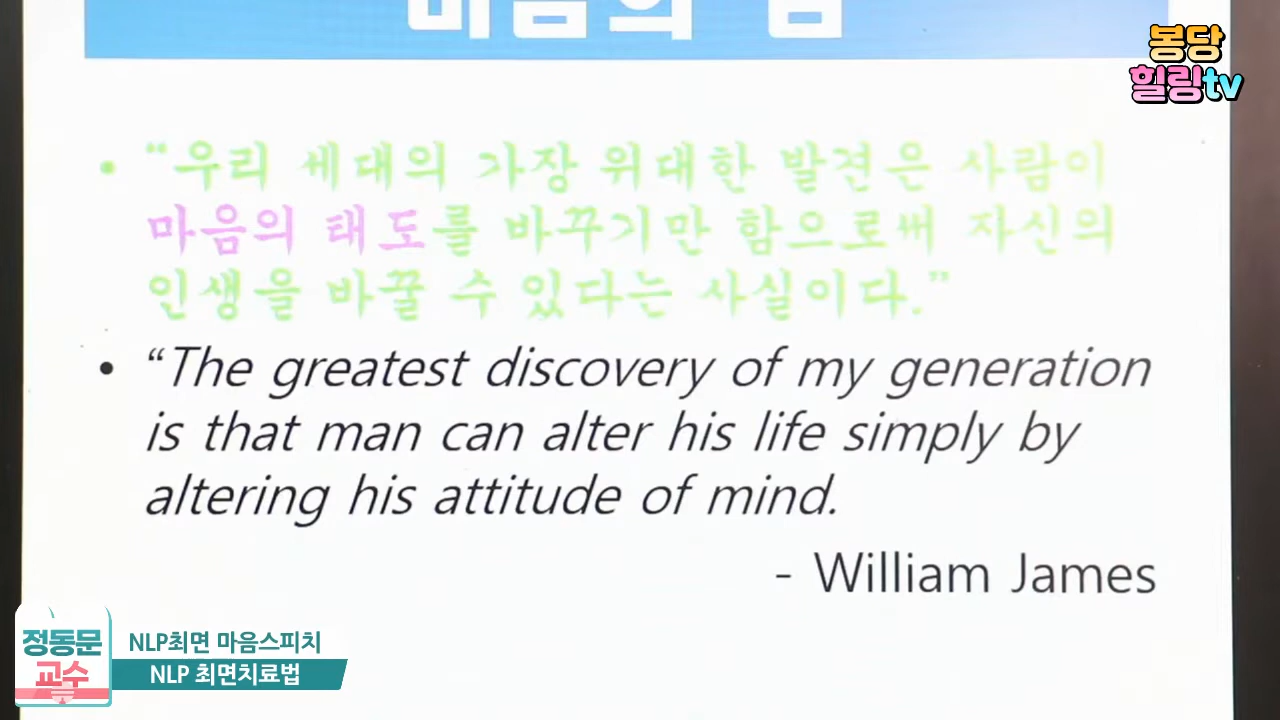 마음의 힘
봉당
힐링tv
• “우리 세대의 가장 위대한 발견은 사람이
마음의 태도를 바꾸기만 함으로써 자신의
인생을 바꿀 수 있다는 사실이다.”
• “The greatest discovery of my generation
is that man can alter his life simply by
altering his attitude of mind.
- William James
정동문
교수
NLP최면 마음스피치
NLP 최면치료법